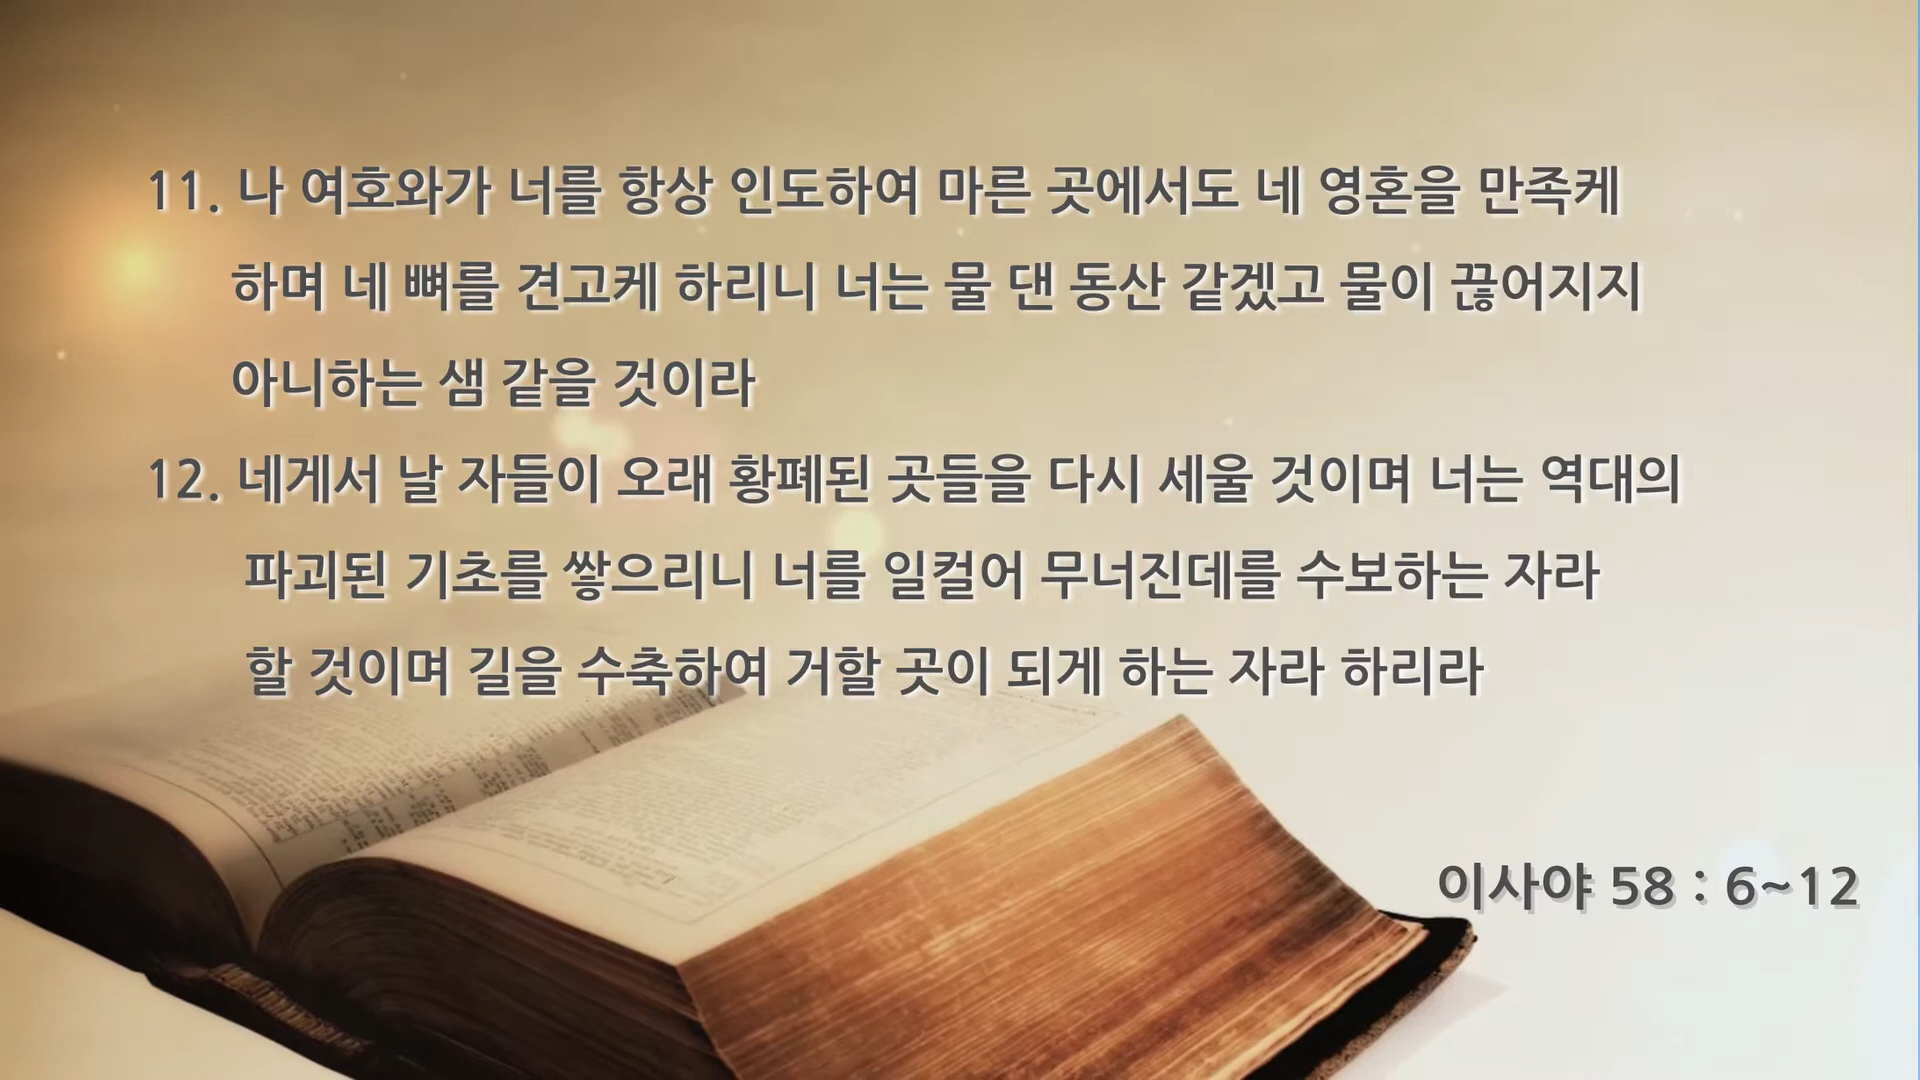 11. 나 여호와가 너를 항상 인도하여 마른 곳에서도 네 영혼을 만족케
하며 네 뼈를 견고케 하리니 너는 물 댄 동산 같겠고 물이 끊어지지
아니하는 샘 같을 것이라
12. 네게서 날 자들이 오래 황폐된 곳들을 다시 세울 것이며 너는 역대의
파괴된 기초를 쌓으리니 너를 일컬어 무너진데를 수보하는 자라
할 것이며 길을 수축하여 거할 곳이 되게 하는 자라 하리라
이사야 58 : 6~12